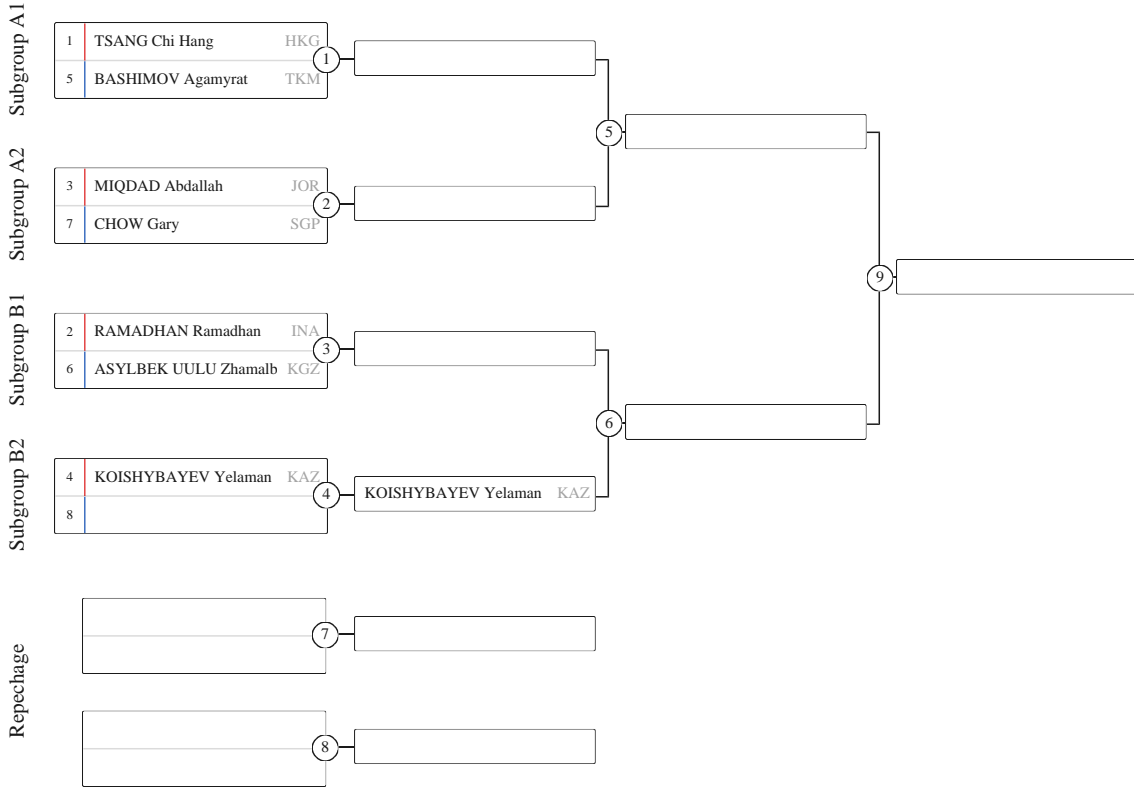 Subgroup A1
1 TSANG Chi Hang HKG
5 BASHIMOV Agamyrat TKM
1
5
Subgroup A2
3 MIQDAD Abdallah JOR
7 CHOW Gary SGP
2
9
Subgroup B1
2 RAMADHAN Ramadhan INA
6 ASYLBEK UULU Zhamalb KGZ
3
6
Subgroup B2
4 KOISHYBAYEV Yelaman KAZ
8
4
KOISHYBAYEV Yelaman KAZ
Repechage
7
8